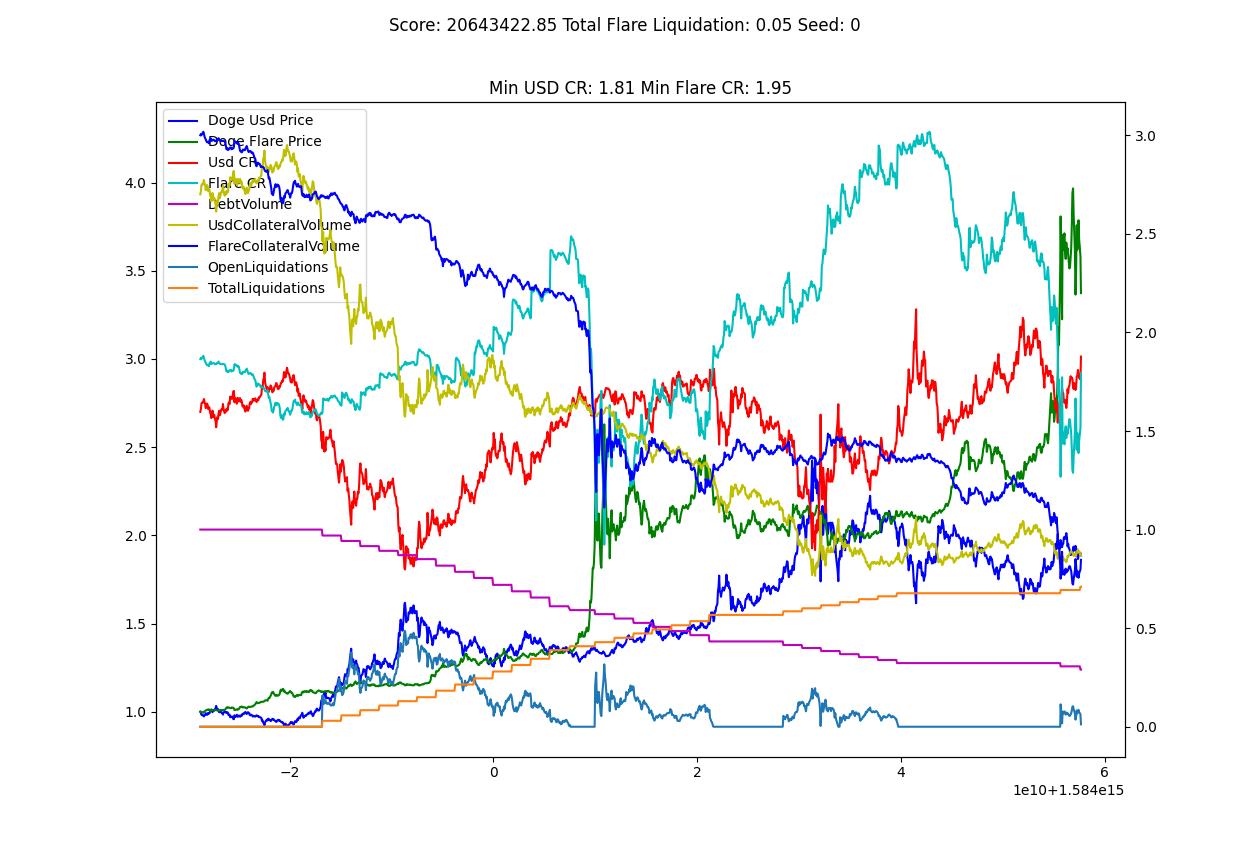 Score: 20643422.85 Total Flare Liquidation: 0.05 Seed: 0
Min USD CR: 1.81 Min Flare CR: 1.95
Doge Usd Price
Doge Flare Price
Usd CR
Flare CR
DebtVolume
UsdCollateralVolume
FlareCollateralVolume
OpenLiquidations
TotalLiquidations
4.0
3.5
3.0
2.5
2.0
1.5
1.0
3.0
2.5
2.0
1.5
1.0
0.5
0.0
−2
0
2
4
6
1e10+1.584e15